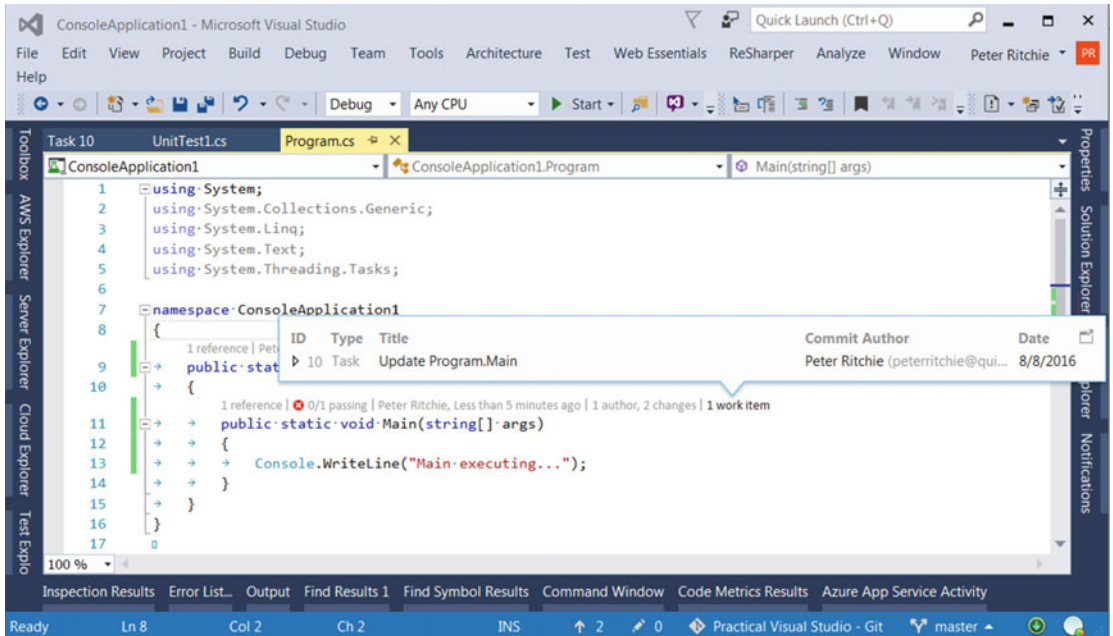 ConsoleApplication1 - Microsoft Visual Studio
Quick Launch (Ctrl+Q)
File Edit View Project Build Debug Team Tools Architecture Test Web Essentials ReSharper Analyze Window Peter Ritchie PR
Help
Debug Any CPU Start
Task 10 UnitTest1.cs Program.cs
ConsoleApplication1 ConsoleApplication1.Program Main(string[] args)
1 using·System;
2 using·System.Collections.Generic;
3 using·System.Linq;
4 using·System.Text;
5 using·System.Threading.Tasks;
6
7 namespace·ConsoleApplication1
8 {
ID Type Title Commit Author Date
10 Task Update Program.Main Peter Ritchie (peterritchie@qui... 8/8/2016
1 reference | Pet
9 public·stat
10 {
1 reference | 0/1 passing | Peter Ritchie, Less than 5 minutes ago | 1 author, 2 changes | 1 work item
11 public·static·void·Main(string[]·args)
12 {
13 Console.WriteLine("Main·executing...");
14 }
15 }
16 }
17
100 %
Toolbox
AWS Explorer
Server Explorer
Cloud Explorer
Test Explo
Properties
Solution Explorer
plorer
Notifications
Inspection Results Error List... Output Find Results 1 Find Symbol Results Command Window Code Metrics Results Azure App Service Activity
Ready Ln 8 Col 2 Ch 2 INS 2 0 Practical Visual Studio - Git master